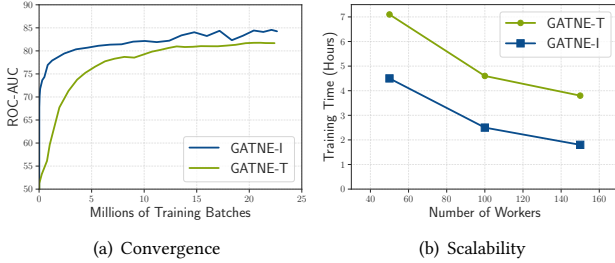 ROC-AUC
90
85
80
75
70
65
60
55
50
0
5
10
15
20
Millions of Training Batches
GATNE-I
GATNE-T
(a) Convergence
Training Time (Hours)
7
6
5
4
3
2
1
0
40
60
80
100
120
140
160
Number of Workers
GATNE-T
GATNE-I
(b) Scalability